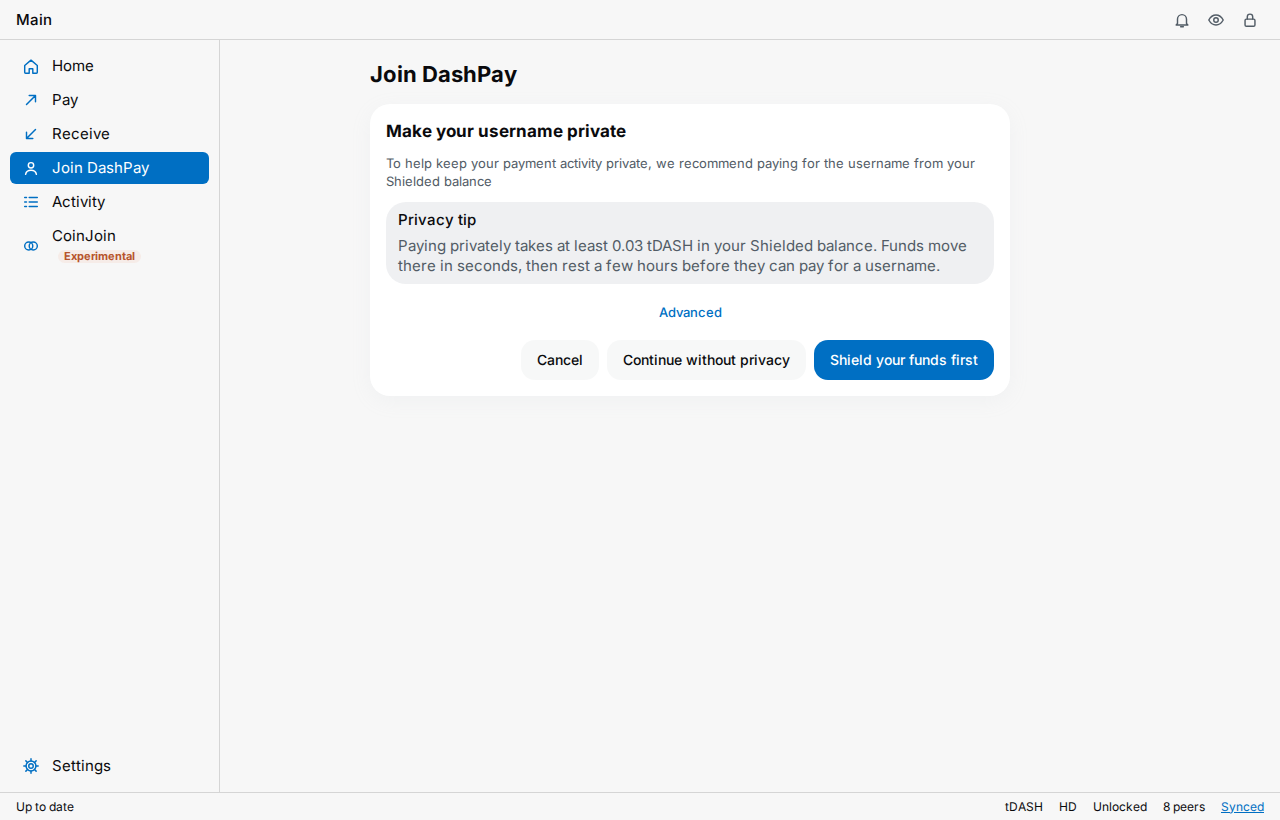 Main
Home
Pay
Receive
Join DashPay
Activity
CoinJoin
Experimental
Settings
Join DashPay
Make your username private
To help keep your payment activity private, we recommend paying for the username from your
Shielded balance
Privacy tip
Paying privately takes at least 0.03 tDASH in your Shielded balance. Funds move
there in seconds, then rest a few hours before they can pay for a username.
Advanced
Cancel
Continue without privacy
Shield your funds first
Up to date
tDASH
HD
Unlocked
8 peers
Synced